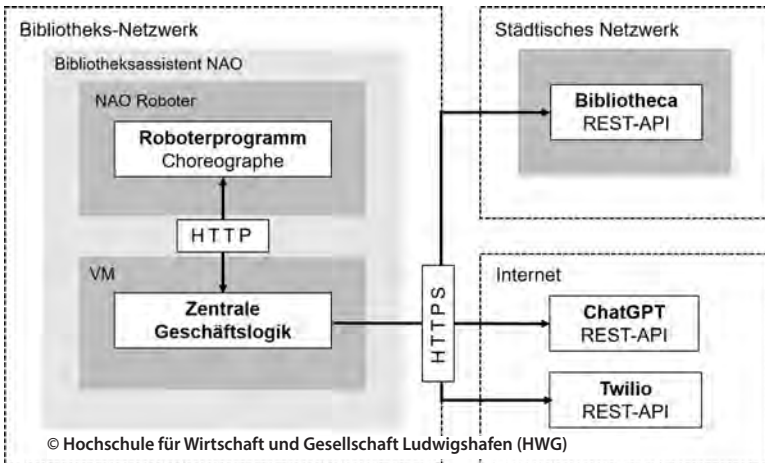 Bibliotheks-Netzwerk
Bibliotheksassistent NAO
NAO Roboter
Roboterprogramm
Choreographe
HTTP
VM
Zentrale
Geschäftslogik
HTTPS
Städtisches Netzwerk
Bibliotheca
REST-API
Internet
ChatGPT
REST-API
Twilio
REST-API
© Hochschule für Wirtschaft und Gesellschaft Ludwigshafen (HWG)